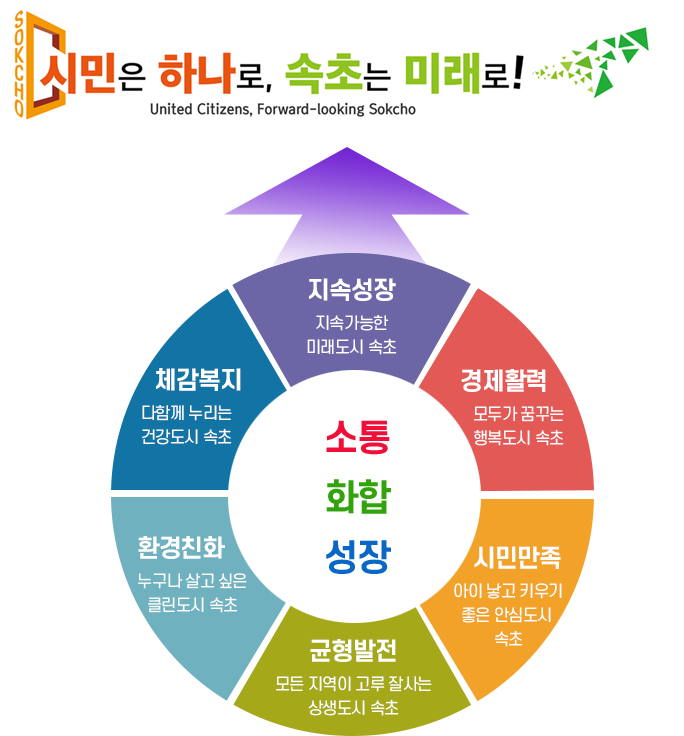 SOKCHO
시민은 하나로, 속초는 미래로!
United Citizens, Forward-looking Sokcho
지속성장
지속가능한
미래도시 속초
경제활력
모두가 꿈꾸는
행복도시 속초
시민만족
아이 낳고 키우기
좋은 안심도시
속초
균형발전
모든 지역이 고루 잘사는
상생도시 속초
환경친화
누구나 살고 싶은
클린도시 속초
체감복지
다함께 누리는
건강도시 속초
소통
화합
성장